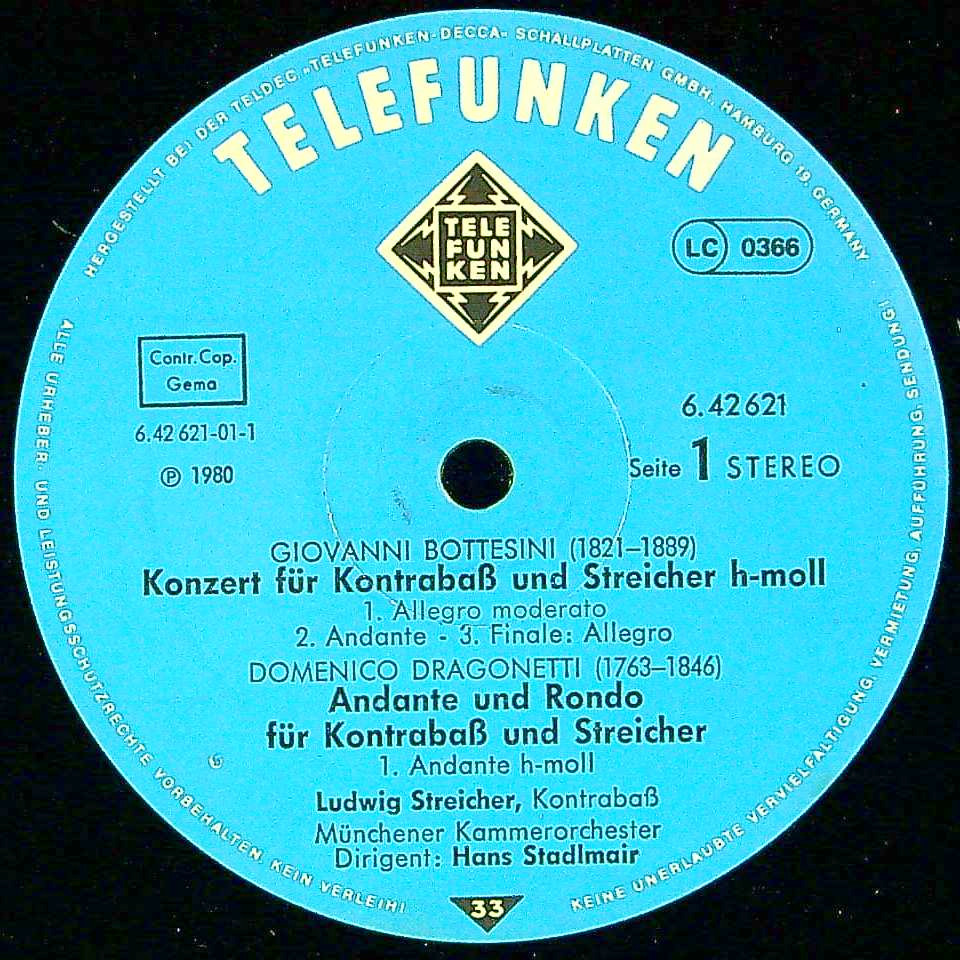 HERGESTELLT BEI DER TELDEC »TELEFUNKEN-DECCA« SCHALLPLATTEN GMBH, HAMBURG 19, GERMANY
TELEFUNKEN
TELE
FUN
KEN
LC 0366
Contr. Cop.
Gema
6.42 621-01-1
℗ 1980
6.42621
Seite 1 STEREO
GIOVANNI BOTTESINI (1821–1889)
Konzert für Kontrabaß und Streicher h-moll
1. Allegro moderato
2. Andante - 3. Finale: Allegro
DOMENICO DRAGONETTI (1763–1846)
Andante und Rondo
für Kontrabaß und Streicher
1. Andante h-moll
Ludwig Streicher, Kontrabaß
Münchener Kammerorchester
Dirigent: Hans Stadlmair
33
ALLE URHEBER- UND LEISTUNGSSCHUTZRECHTE VORBEHALTEN. KEIN VERLEIH!
KEINE UNERLAUBTE VERVIELFÄLTIGUNG, VERMIETUNG, AUFFÜHRUNG, SENDUNG!